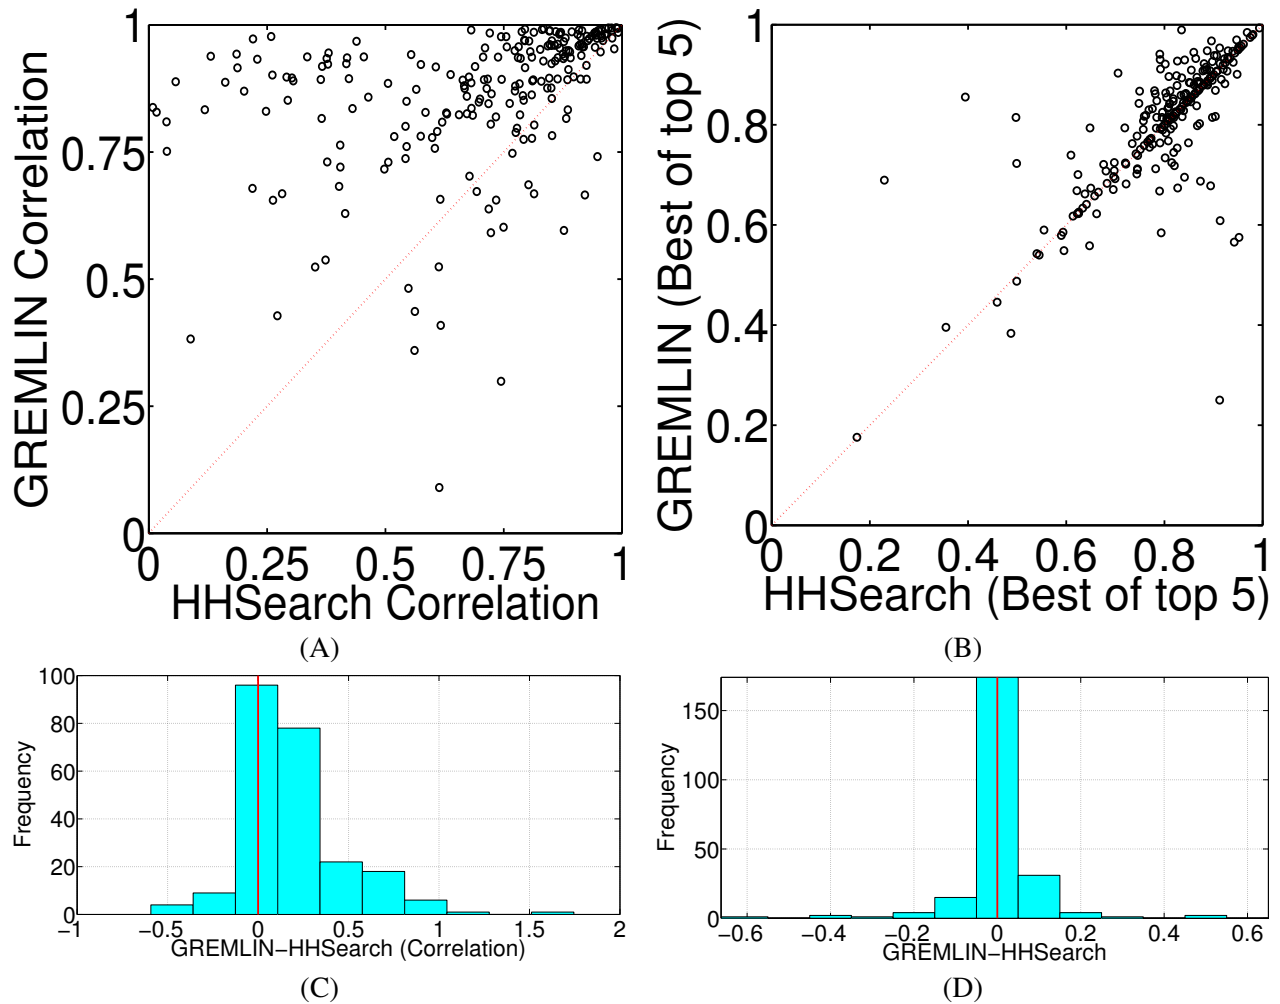 1
0.75
0.5
0.25
0
0 0.25 0.5 0.75 1
GREMLIN Correlation
HHSearch Correlation
(A)
1
0.8
0.6
0.4
0.2
0
0 0.2 0.4 0.6 0.8 1
GREMLIN (Best of top 5)
HHSearch (Best of top 5)
(B)
100
80
60
40
20
0
−1 −0.5 0 0.5 1 1.5 2
Frequency
GREMLIN−HHSearch (Correlation)
(C)
150
100
50
0
−0.6 −0.4 −0.2 0 0.2 0.4 0.6
Frequency
GREMLIN−HHSearch
(D)